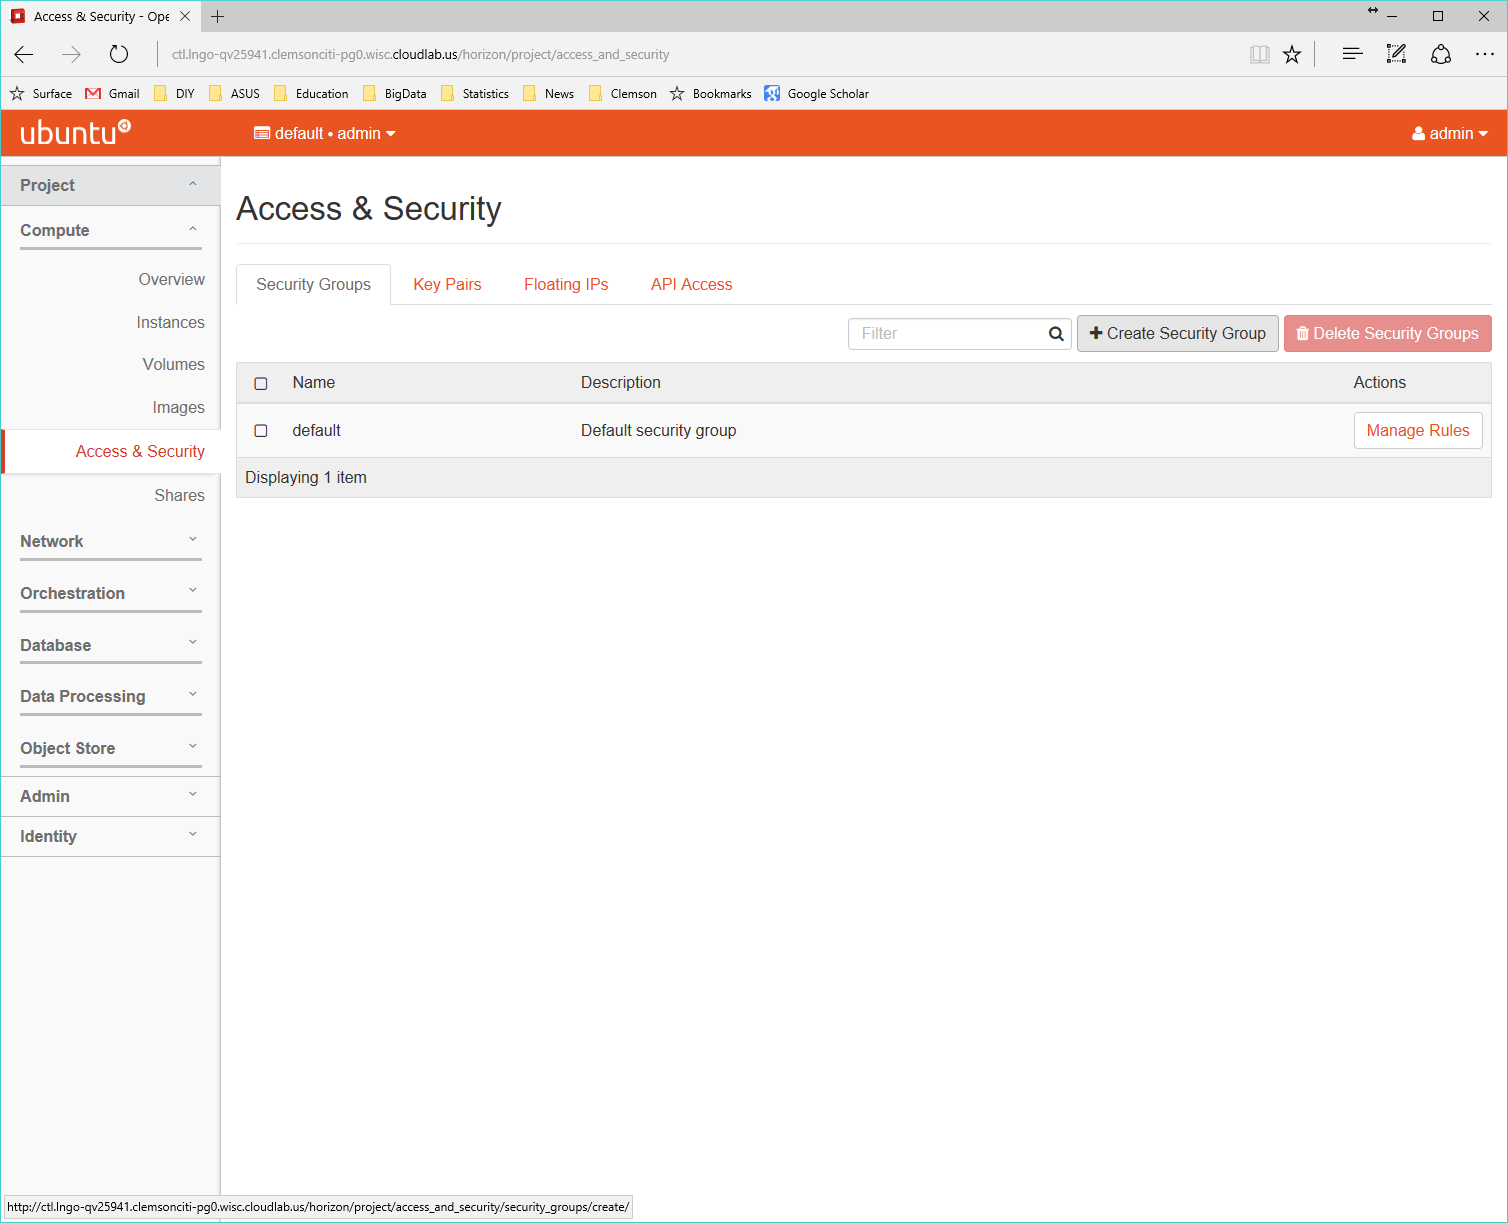 Access & Security - Ope
ctl.lngo-qv25941.clemsonciti-pg0.wisc.cloudlab.us/horizon/project/access_and_security
Surface Gmail DIY ASUS Education BigData Statistics News Clemson Bookmarks Google Scholar
ubuntu default • admin admin
Project
Compute
Overview
Instances
Volumes
Images
Access & Security
Shares
Network
Orchestration
Database
Data Processing
Object Store
Admin
Identity
Access & Security
Security Groups Key Pairs Floating IPs API Access
Filter Create Security Group Delete Security Groups
Name Description Actions
default Default security group Manage Rules
Displaying 1 item
http://ctl.lngo-qv25941.clemsonciti-pg0.wisc.cloudlab.us/horizon/project/access_and_security/security_groups/create/